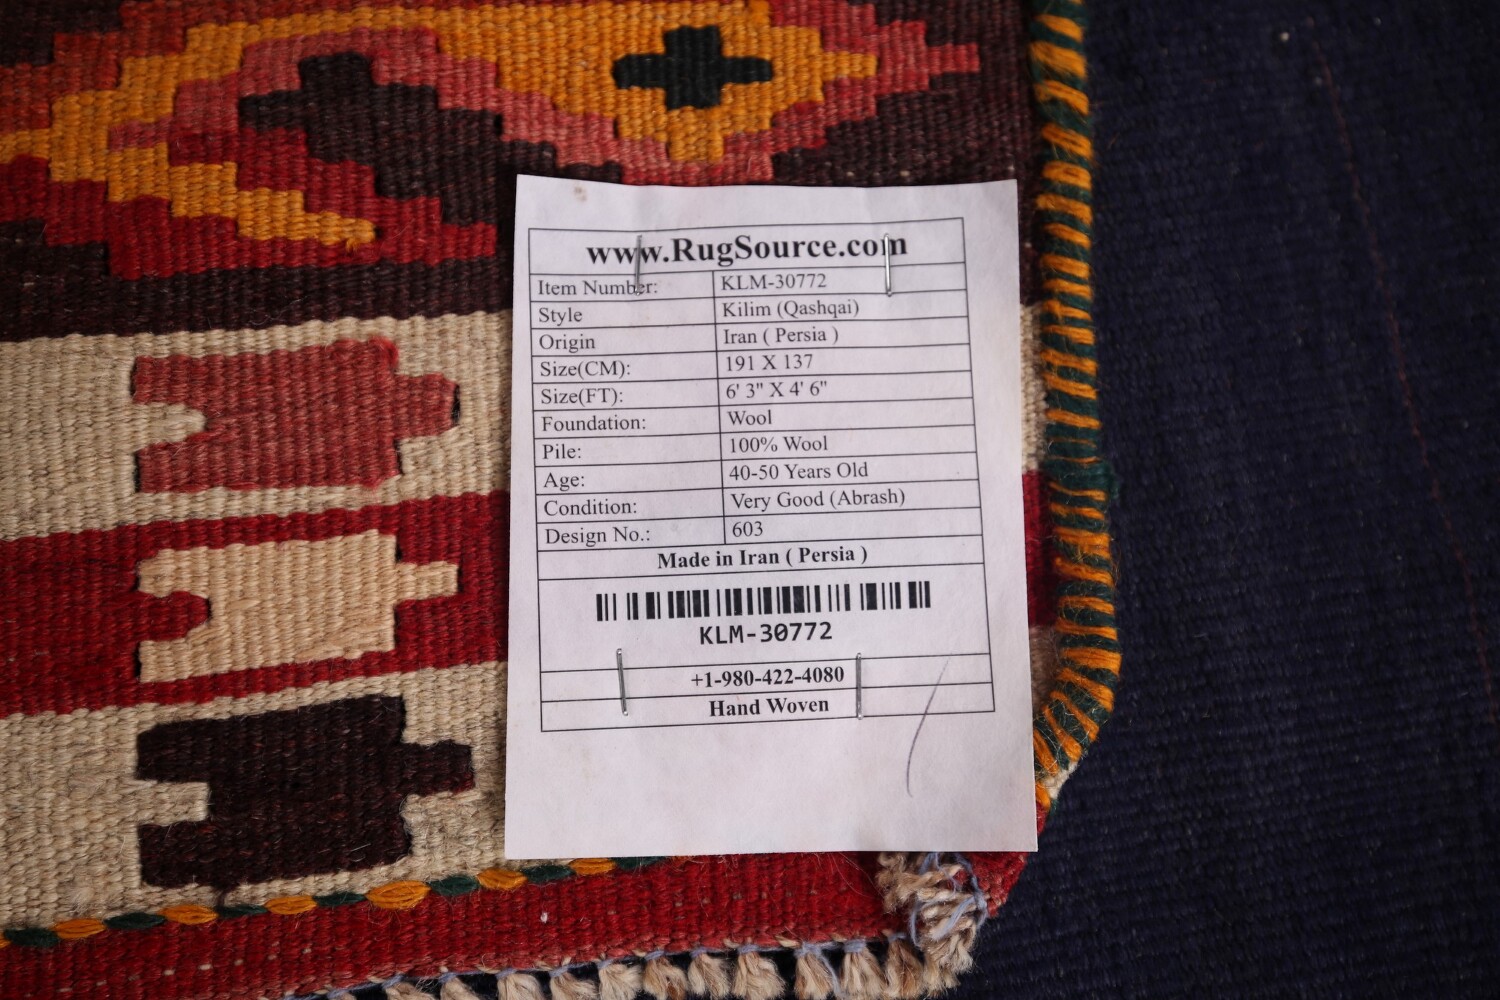 www.RugSource.com
Item Number: KLM-30772
Style Kilim (Qashqai)
Origin Iran ( Persia )
Size(CM): 191 X 137
Size(FT): 6' 3" X 4' 6"
Foundation: Wool
Pile: 100% Wool
Age: 40-50 Years Old
Condition: Very Good (Abrash)
Design No.: 603
Made in Iran ( Persia )
KLM-30772
+1-980-422-4080
Hand Woven